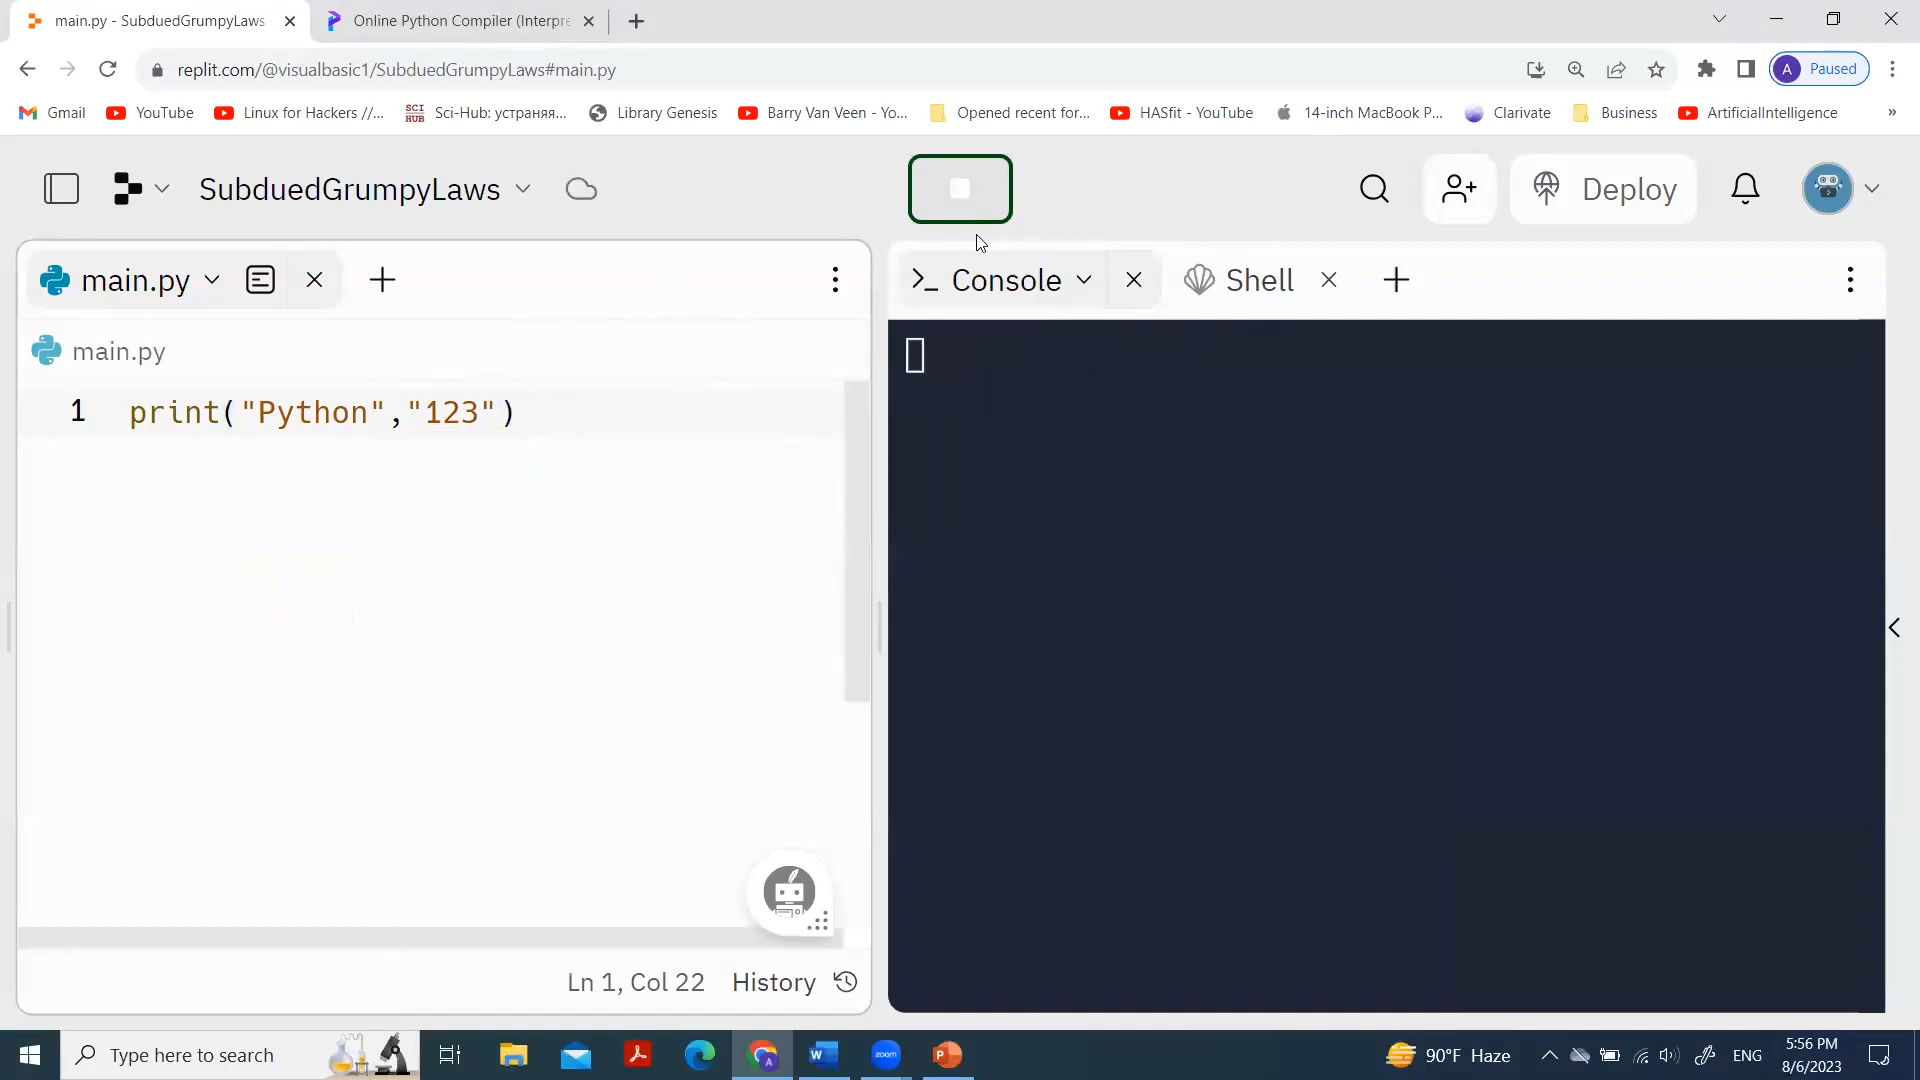 main.py - SubduedGrumpyLaws
Online Python Compiler (Interpre
replit.com/@visualbasic1/SubduedGrumpyLaws#main.py
A Paused
Gmail
YouTube
Linux for Hackers //...
SCI HUB
Sci-Hub: устраняя...
Library Genesis
Barry Van Veen - Yo...
Opened recent for...
HASfit - YouTube
14-inch MacBook P...
Clarivate
Business
ArtificialIntelligence
»
SubduedGrumpyLaws
Deploy
main.py
>_ Console
Shell
main.py
1 print("Python","123")
Ln 1, Col 22 History
Type here to search
zoom
90°F Haze
ENG
5:56 PM
8/6/2023